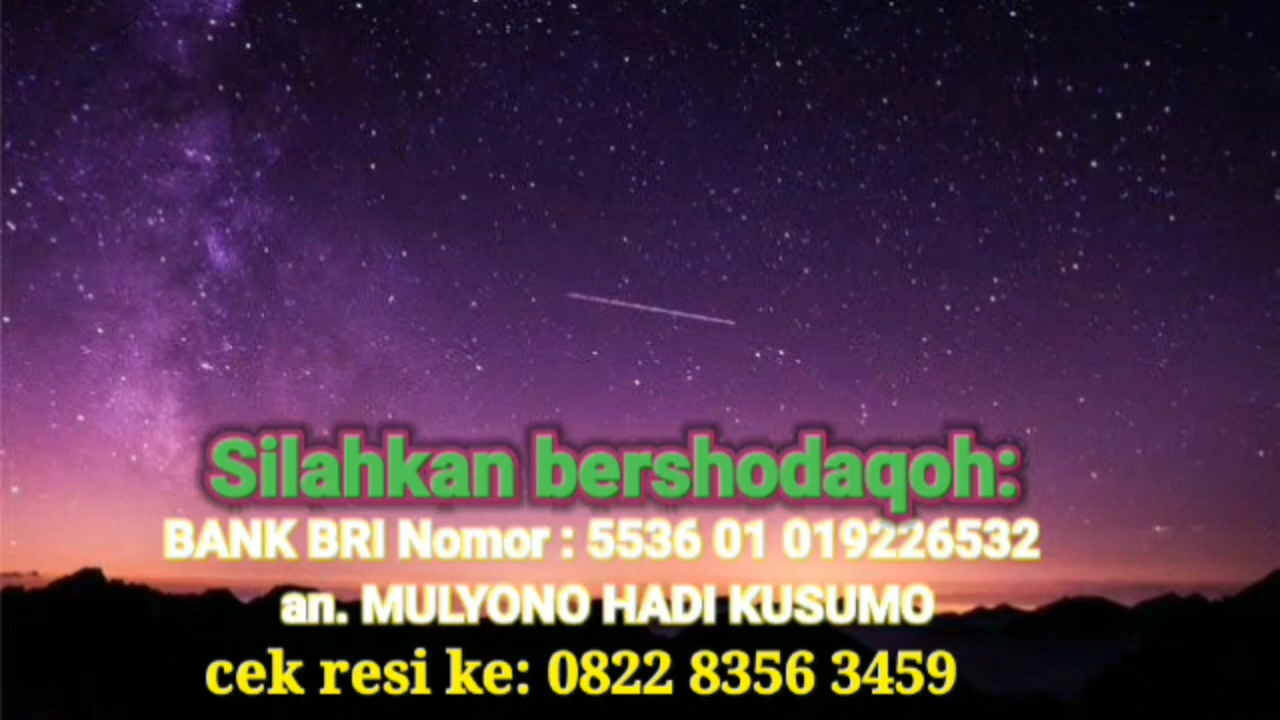 Silahkan bershodaqoh:
BANK BRI Nomor : 5536 01 019226532
an. MULYONO HADI KUSUMO
cek resi ke: 0822 8356 3459